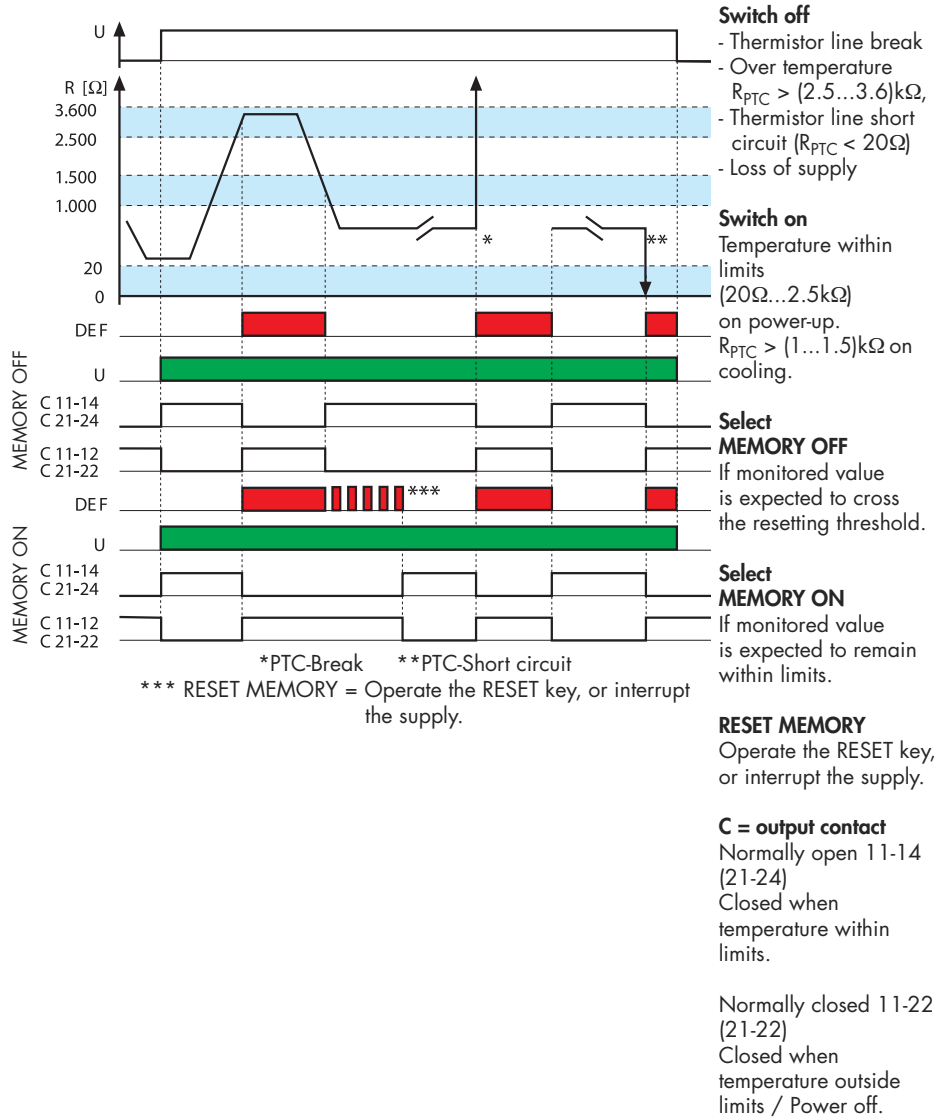 U
R [Ω]
3.600
2.500
1.500
1.000
20
0
*
**
MEMORY OFF
DEF
U
C 11-14
C 21-24
C 11-12
C 21-22
MEMORY ON
DEF
***
U
C 11-14
C 21-24
C 11-12
C 21-22
*PTC-Break **PTC-Short circuit
*** RESET MEMORY = Operate the RESET key, or interrupt
the supply.
Switch off
- Thermistor line break
- Over temperature
RPTC > (2.5...3.6)kΩ,
- Thermistor line short
circuit (RPTC < 20Ω)
- Loss of supply
Switch on
Temperature within
limits
(20Ω...2.5kΩ)
on power-up.
RPTC > (1...1.5)kΩ on
cooling.
Select
MEMORY OFF
If monitored value
is expected to cross
the resetting threshold.
Select
MEMORY ON
If monitored value
is expected to remain
within limits.
RESET MEMORY
Operate the RESET key,
or interrupt the supply.
C = output contact
Normally open 11-14
(21-24)
Closed when
temperature within
limits.
Normally closed 11-22
(21-22)
Closed when
temperature outside
limits / Power off.